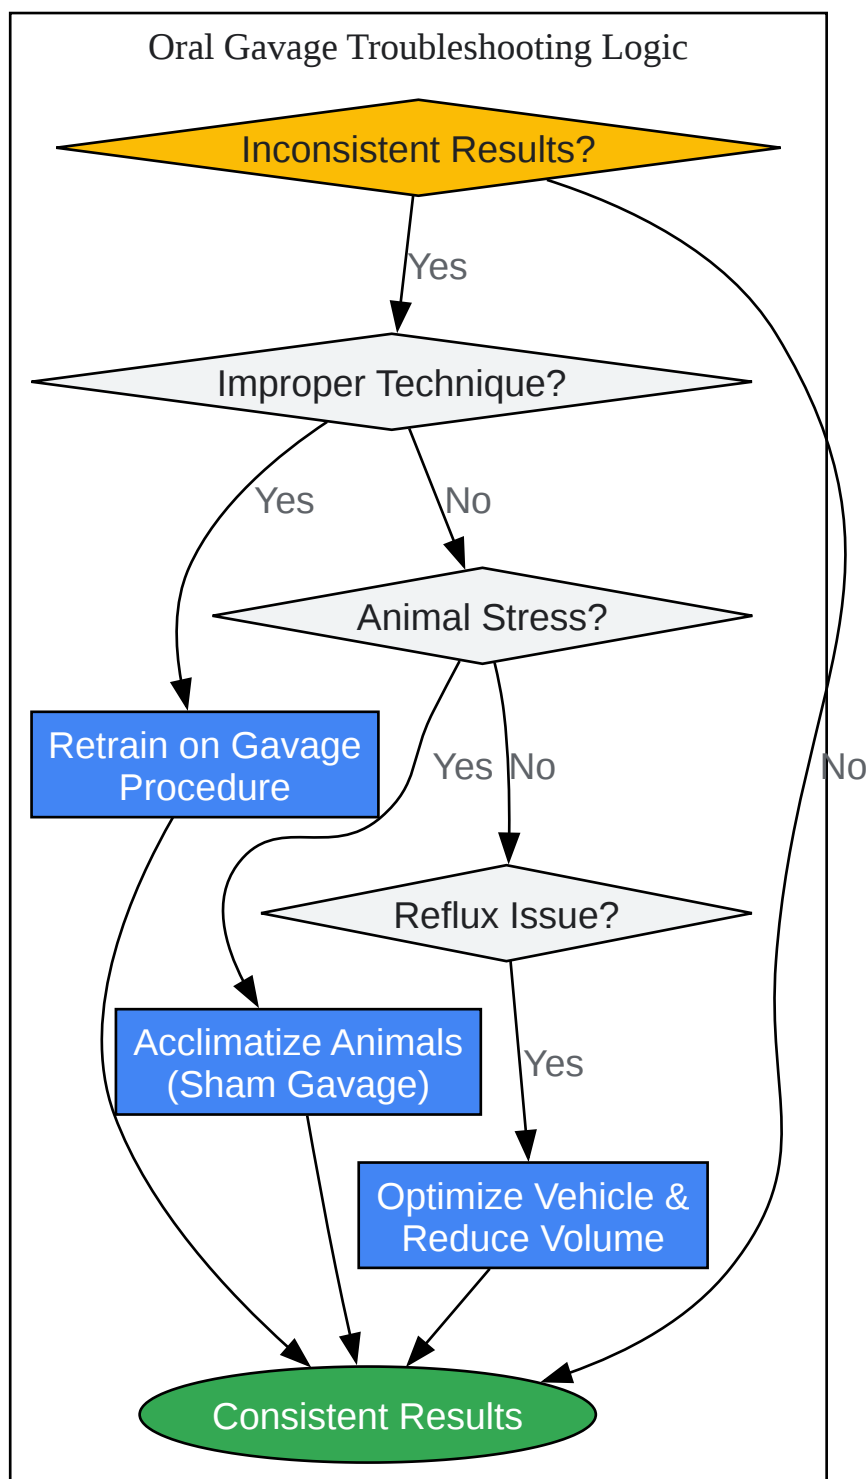 Oral Gavage Troubleshooting Logic
Inconsistent Results?
Yes
Improper Technique?
Yes
No
Animal Stress?
Retrain on Gavage
Procedure
Yes
No
No
Reflux Issue?
Acclimatize Animals
(Sham Gavage)
Yes
Optimize Vehicle &
Reduce Volume
Consistent Results